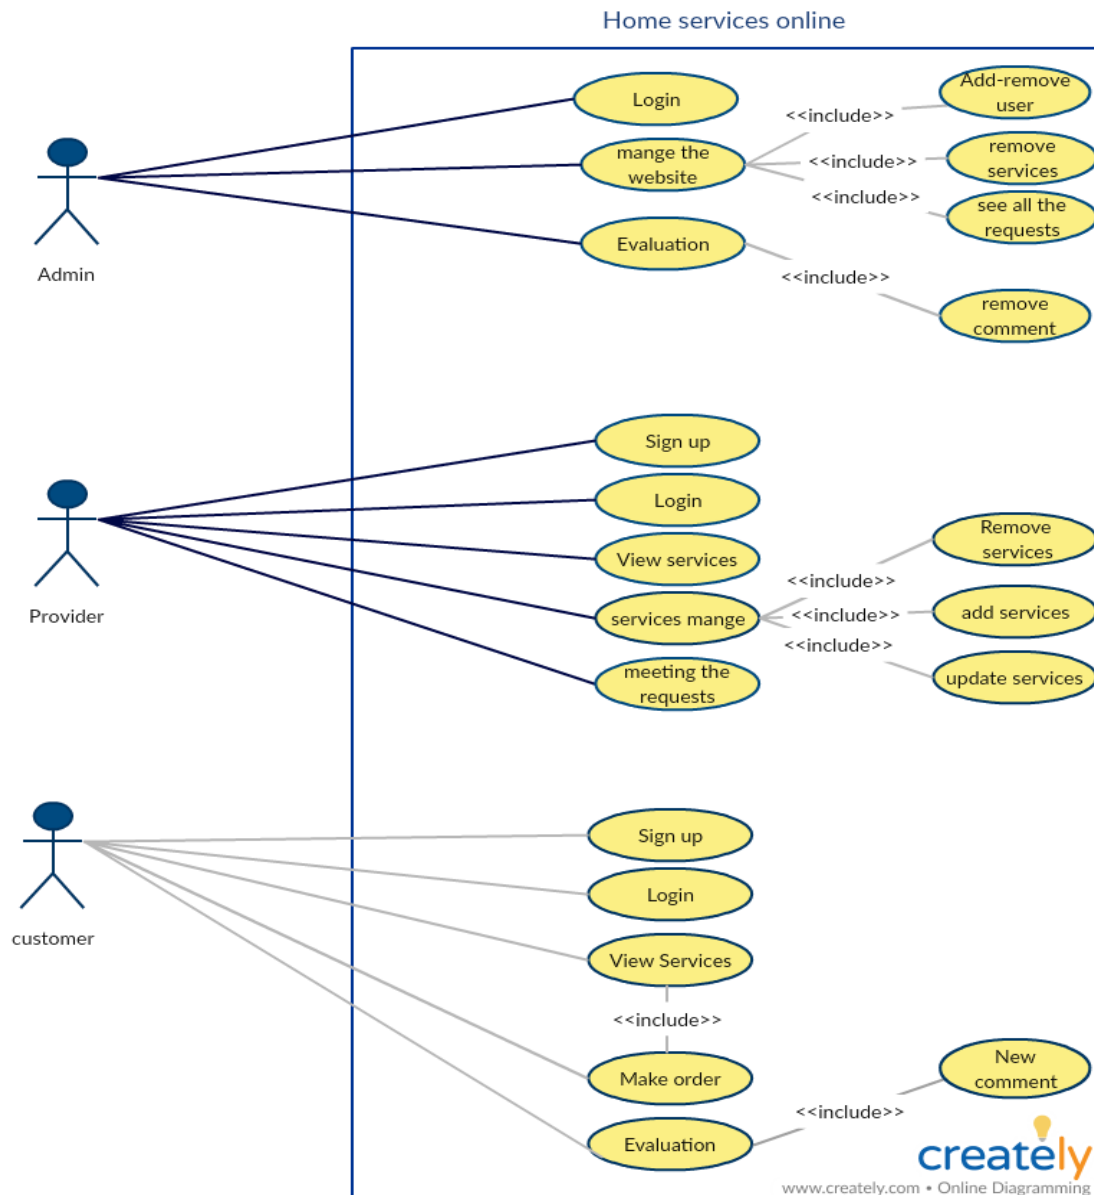 Home services online
Login
Add-remove
user
<<include>>
mange the
website
<<include>>
remove
services
<<include>>
see all the
requests
Evaluation
Admin
<<include>>
remove
comment
Sign up
Login
Remove
services
View services
<<include>>
Provider
services mange
<<include>>
add services
<<include>>
meeting the
requests
update services
Sign up
Login
customer
View Services
<<include>>
Make order
New
comment
<<include>>
Evaluation
creately
www.creately.com • Online Diagramming